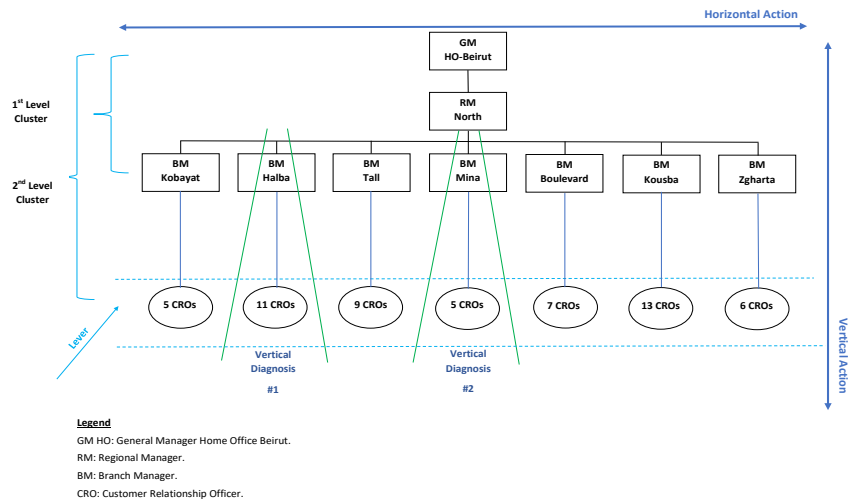 Horizontal Action
GM
HO-Beirut
1st Level
Cluster
RM
North
2nd Level
Cluster
BM
Kobayat
BM
Halba
BM
Tall
BM
Mina
BM
Boulevard
BM
Kousba
BM
Zgharta
5 CROs
11 CROs
9 CROs
5 CROs
7 CROs
13 CROs
6 CROs
Lever
Vertical Action
Vertical
Diagnosis
#1
Vertical
Diagnosis
#2
Legend
GM HO: General Manager Home Office Beirut.
RM: Regional Manager.
BM: Branch Manager.
CRO: Customer Relationship Officer.